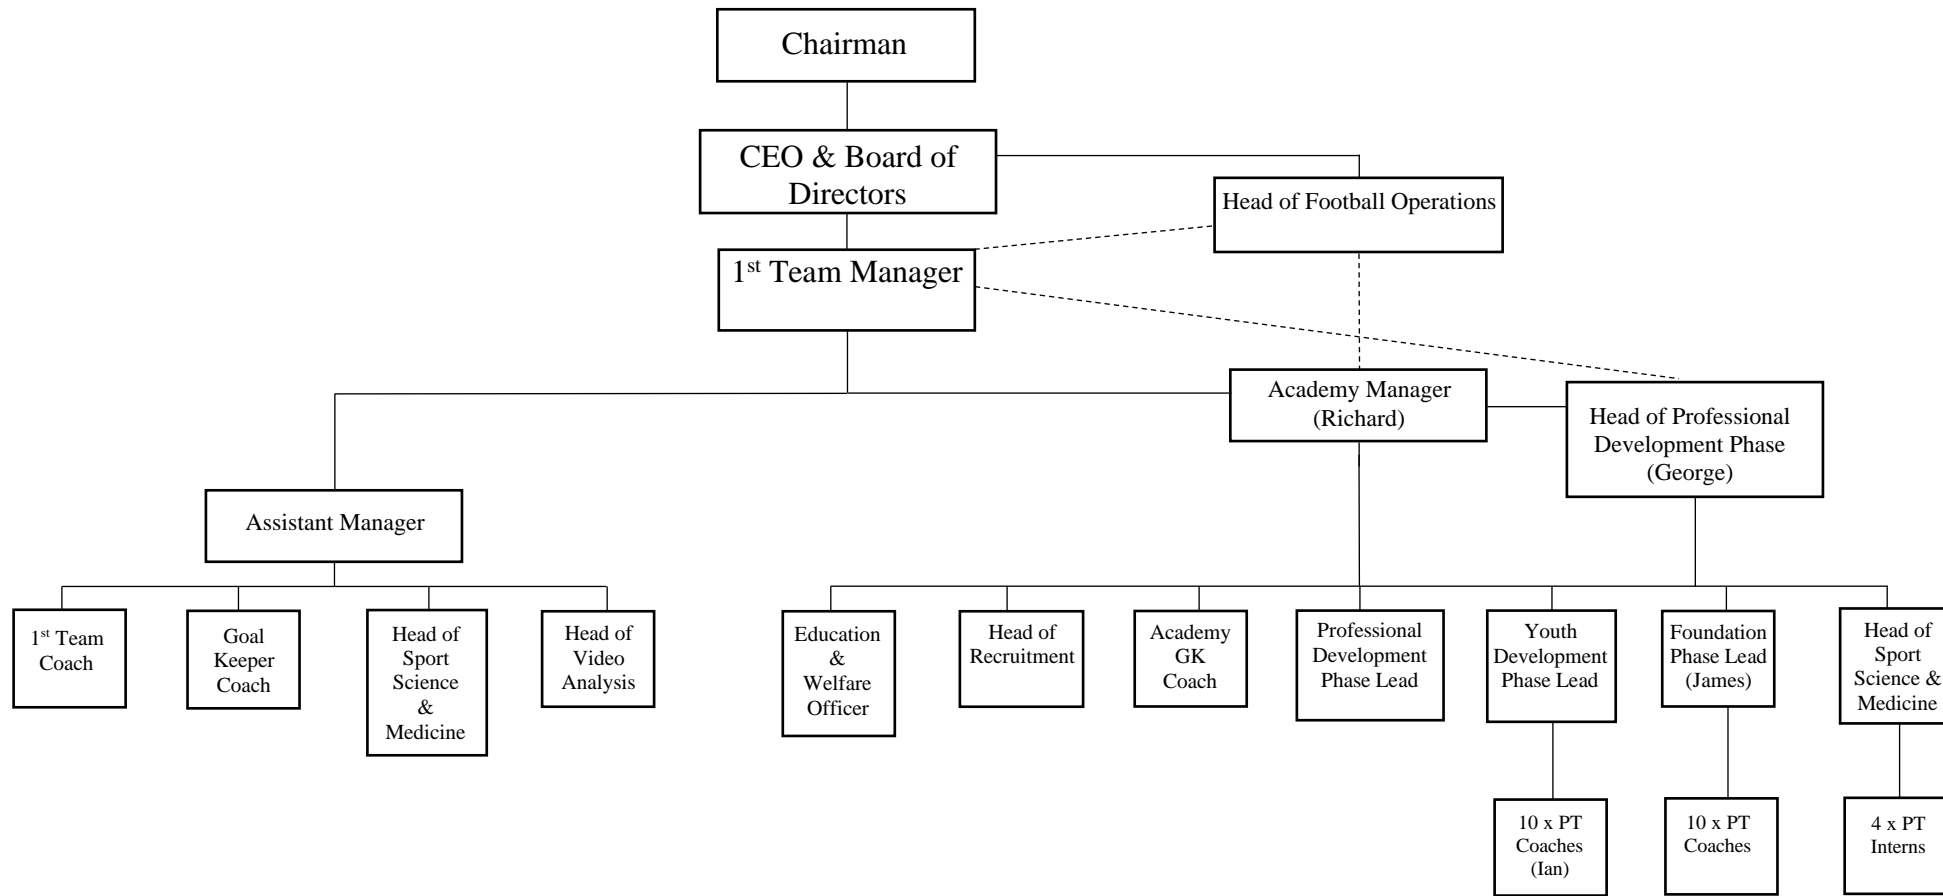 Chairman
CEO & Board of
Directors
Head of Football Operations
1st Team Manager
Academy Manager
(Richard)
Head of Professional
Development Phase
(George)
Assistant Manager
1st Team
Coach
Goal
Keeper
Coach
Head of
Sport
Science
&
Medicine
Head of
Video
Analysis
Education
&
Welfare
Officer
Head of
Recruitment
Academy
GK
Coach
Professional
Development
Phase Lead
Youth
Development
Phase Lead
Foundation
Phase Lead
(James)
Head of
Sport
Science &
Medicine
10 x PT
Coaches
(Ian)
10 x PT
Coaches
4 x PT
Interns